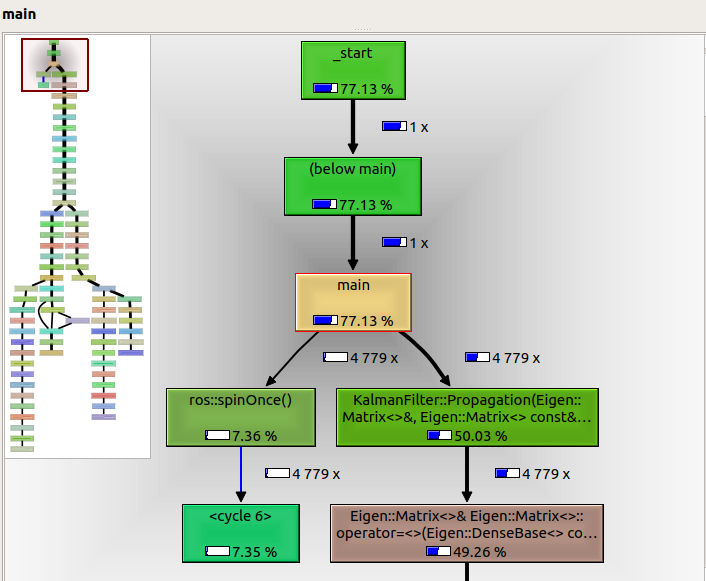 main
_start
77.13 %
1 x
(below main)
77.13 %
1 x
main
77.13 %
4 779 x
4 779 x
ros::spinOnce()
7.36 %
KalmanFilter::Propagation(Eigen::
Matrix<>&, Eigen::Matrix<> const&...
50.03 %
4 779 x
4 779 x
<cycle 6>
7.35 %
Eigen::Matrix<>& Eigen::Matrix<>::
operator=<>(Eigen::DenseBase<> co...
49.26 %